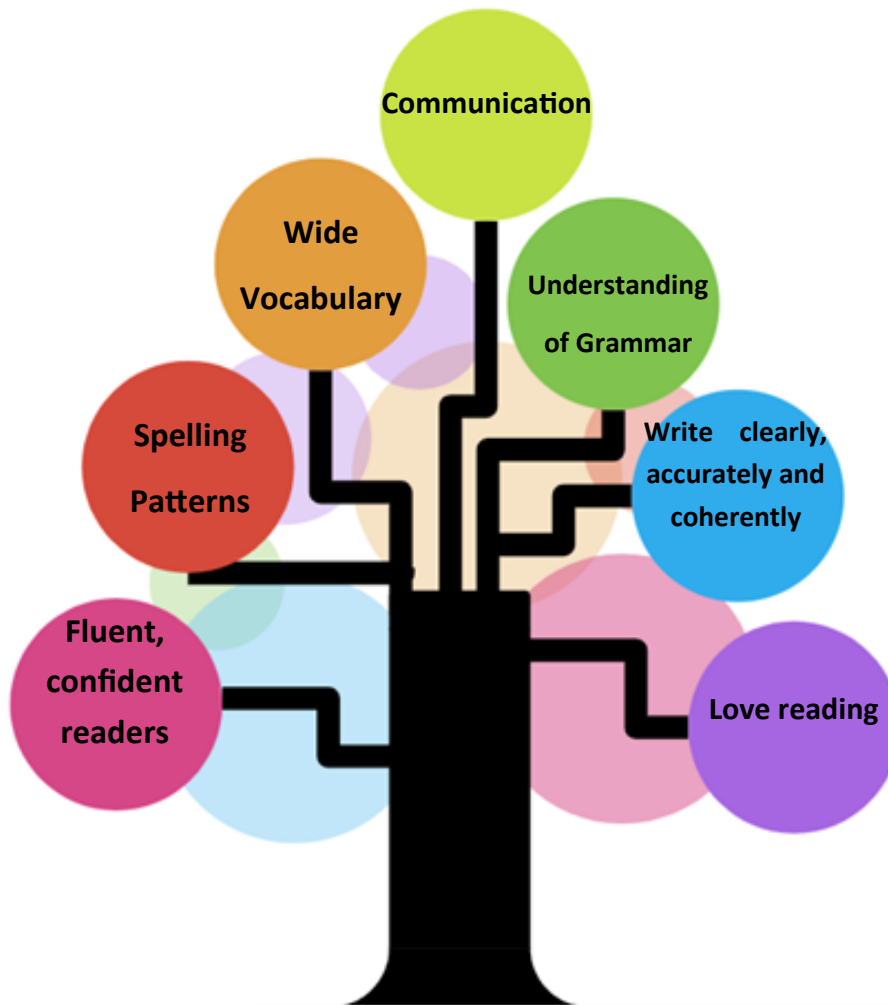 Communication
Wide
Vocabulary
Understanding
of Grammar
Spelling
Patterns
Write clearly,
accurately and
coherently
Fluent,
confident
readers
Love reading